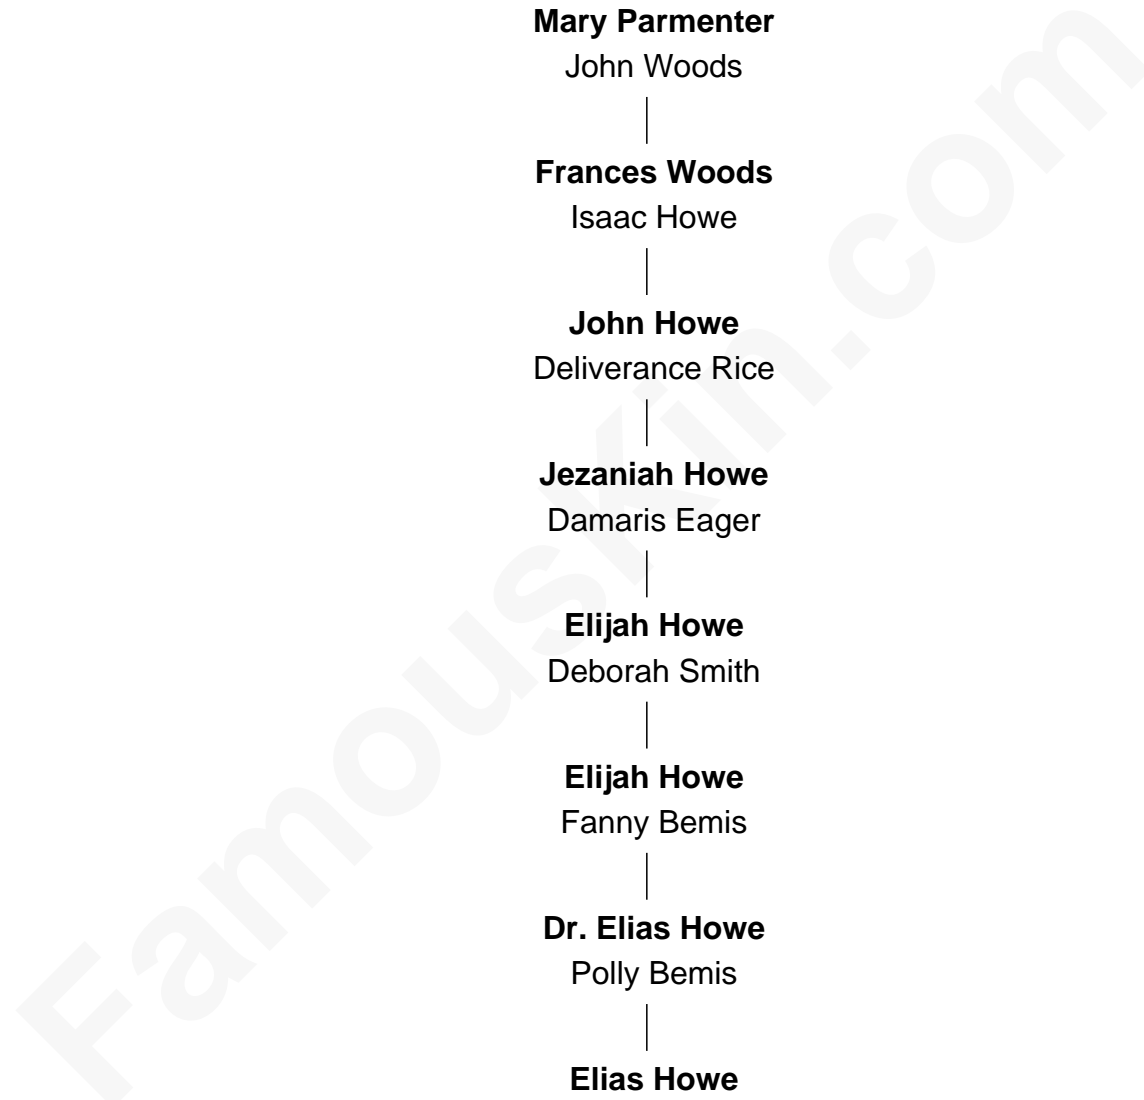 Mary Parmenter
John Woods
Frances Woods
Isaac Howe
John Howe
Deliverance Rice
Jezaniah Howe
Damaris Eager
Elijah Howe
Deborah Smith
Elijah Howe
Fanny Bemis
Dr. Elias Howe
Polly Bemis
Elias Howe
FamousKin.com